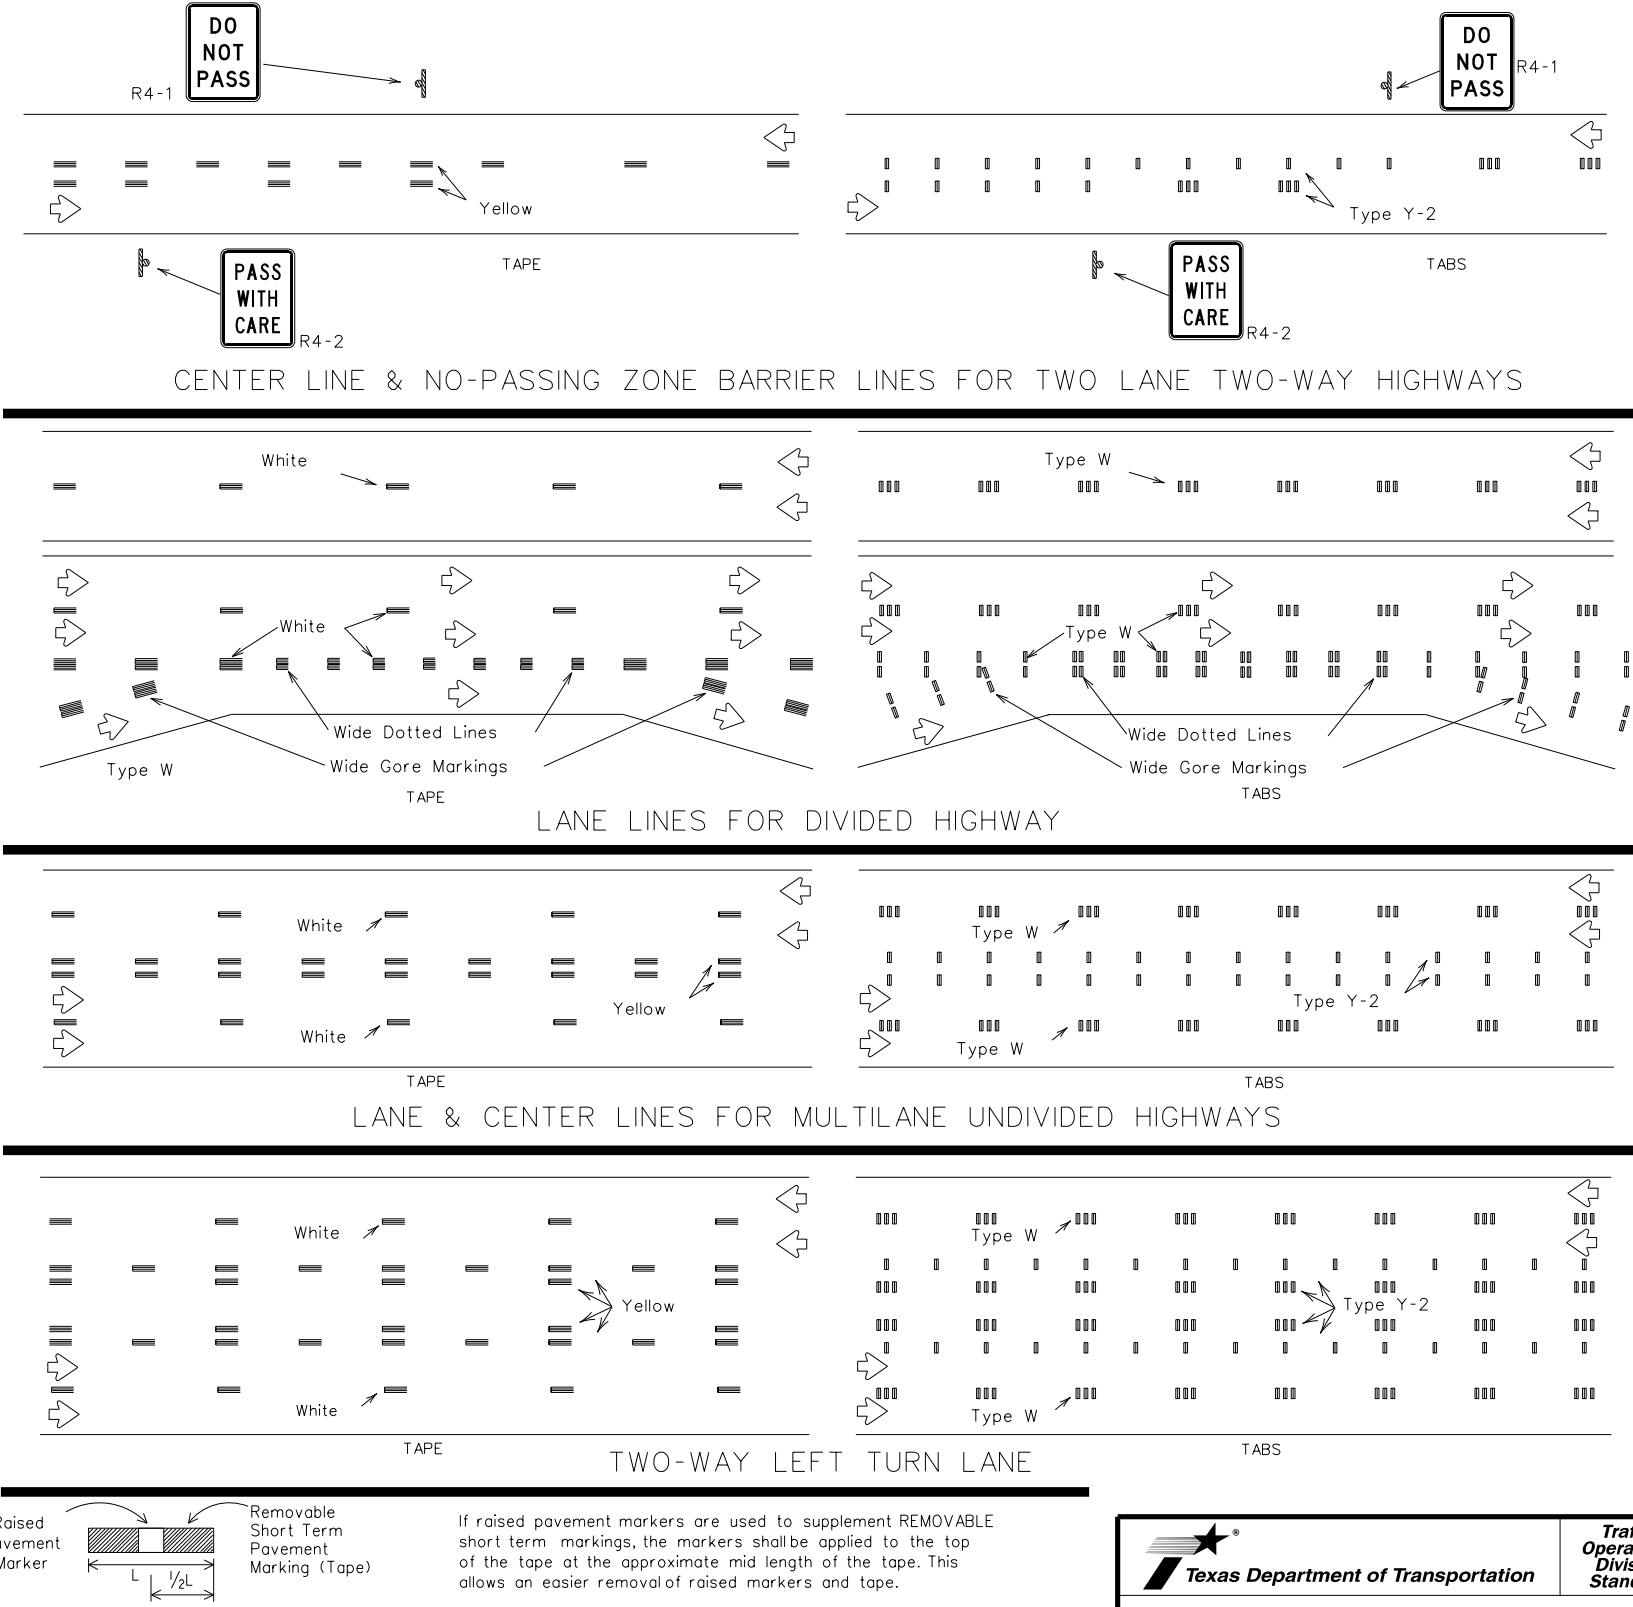 DO
NOT
PASS
R4-1
DO
NOT
PASS
R4-1
Yellow
Type Y-2
PASS
WITH
CARE
R4-2
TAPE
PASS
WITH
CARE
R4-2
TABS
CENTER LINE & NO-PASSING ZONE BARRIER LINES FOR TWO LANE TWO-WAY HIGHWAYS
White
Type W
White
Type W
Wide Dotted Lines
Wide Dotted Lines
Type W
Wide Gore Markings
Wide Gore Markings
TAPE
TABS
LANE LINES FOR DIVIDED HIGHWAY
White
Type W
Yellow
Type Y-2
White
Type W
TAPE
TABS
LANE & CENTER LINES FOR MULTILANE UNDIVIDED HIGHWAYS
White
Type W
Yellow
Type Y-2
White
Type W
TAPE
TABS
TWO-WAY LEFT TURN LANE
Raised
Pavement
Marker
Removable
Short Term
Pavement
Marking (Tape)
L
1/2L
If raised pavement markers are used to supplement REMOVABLE
short term markings, the markers shall be applied to the top
of the tape at the approximate mid length of the tape. This
allows an easier removal of raised markers and tape.
®
Texas Department of Transportation